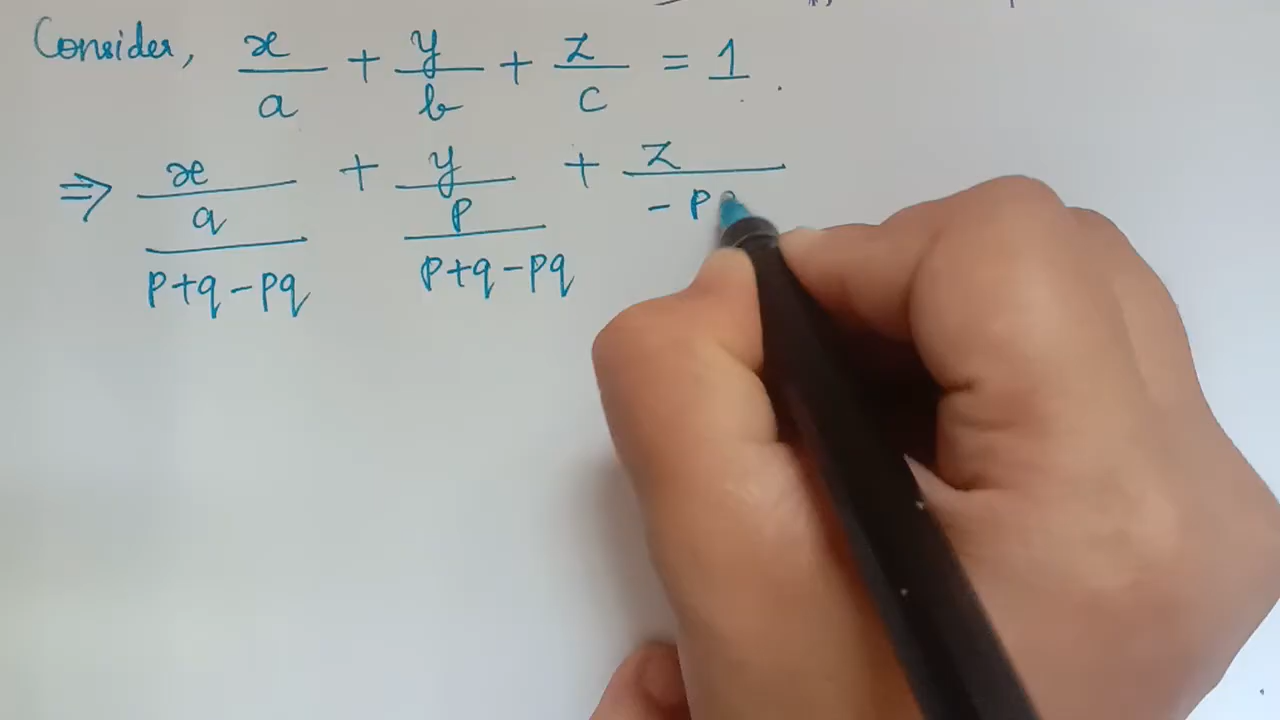 Consider, x/a + y/b + z/c = 1.
⇒ x/(q/(p+q-pq)) + y/(p/(p+q-pq)) + z/(-p